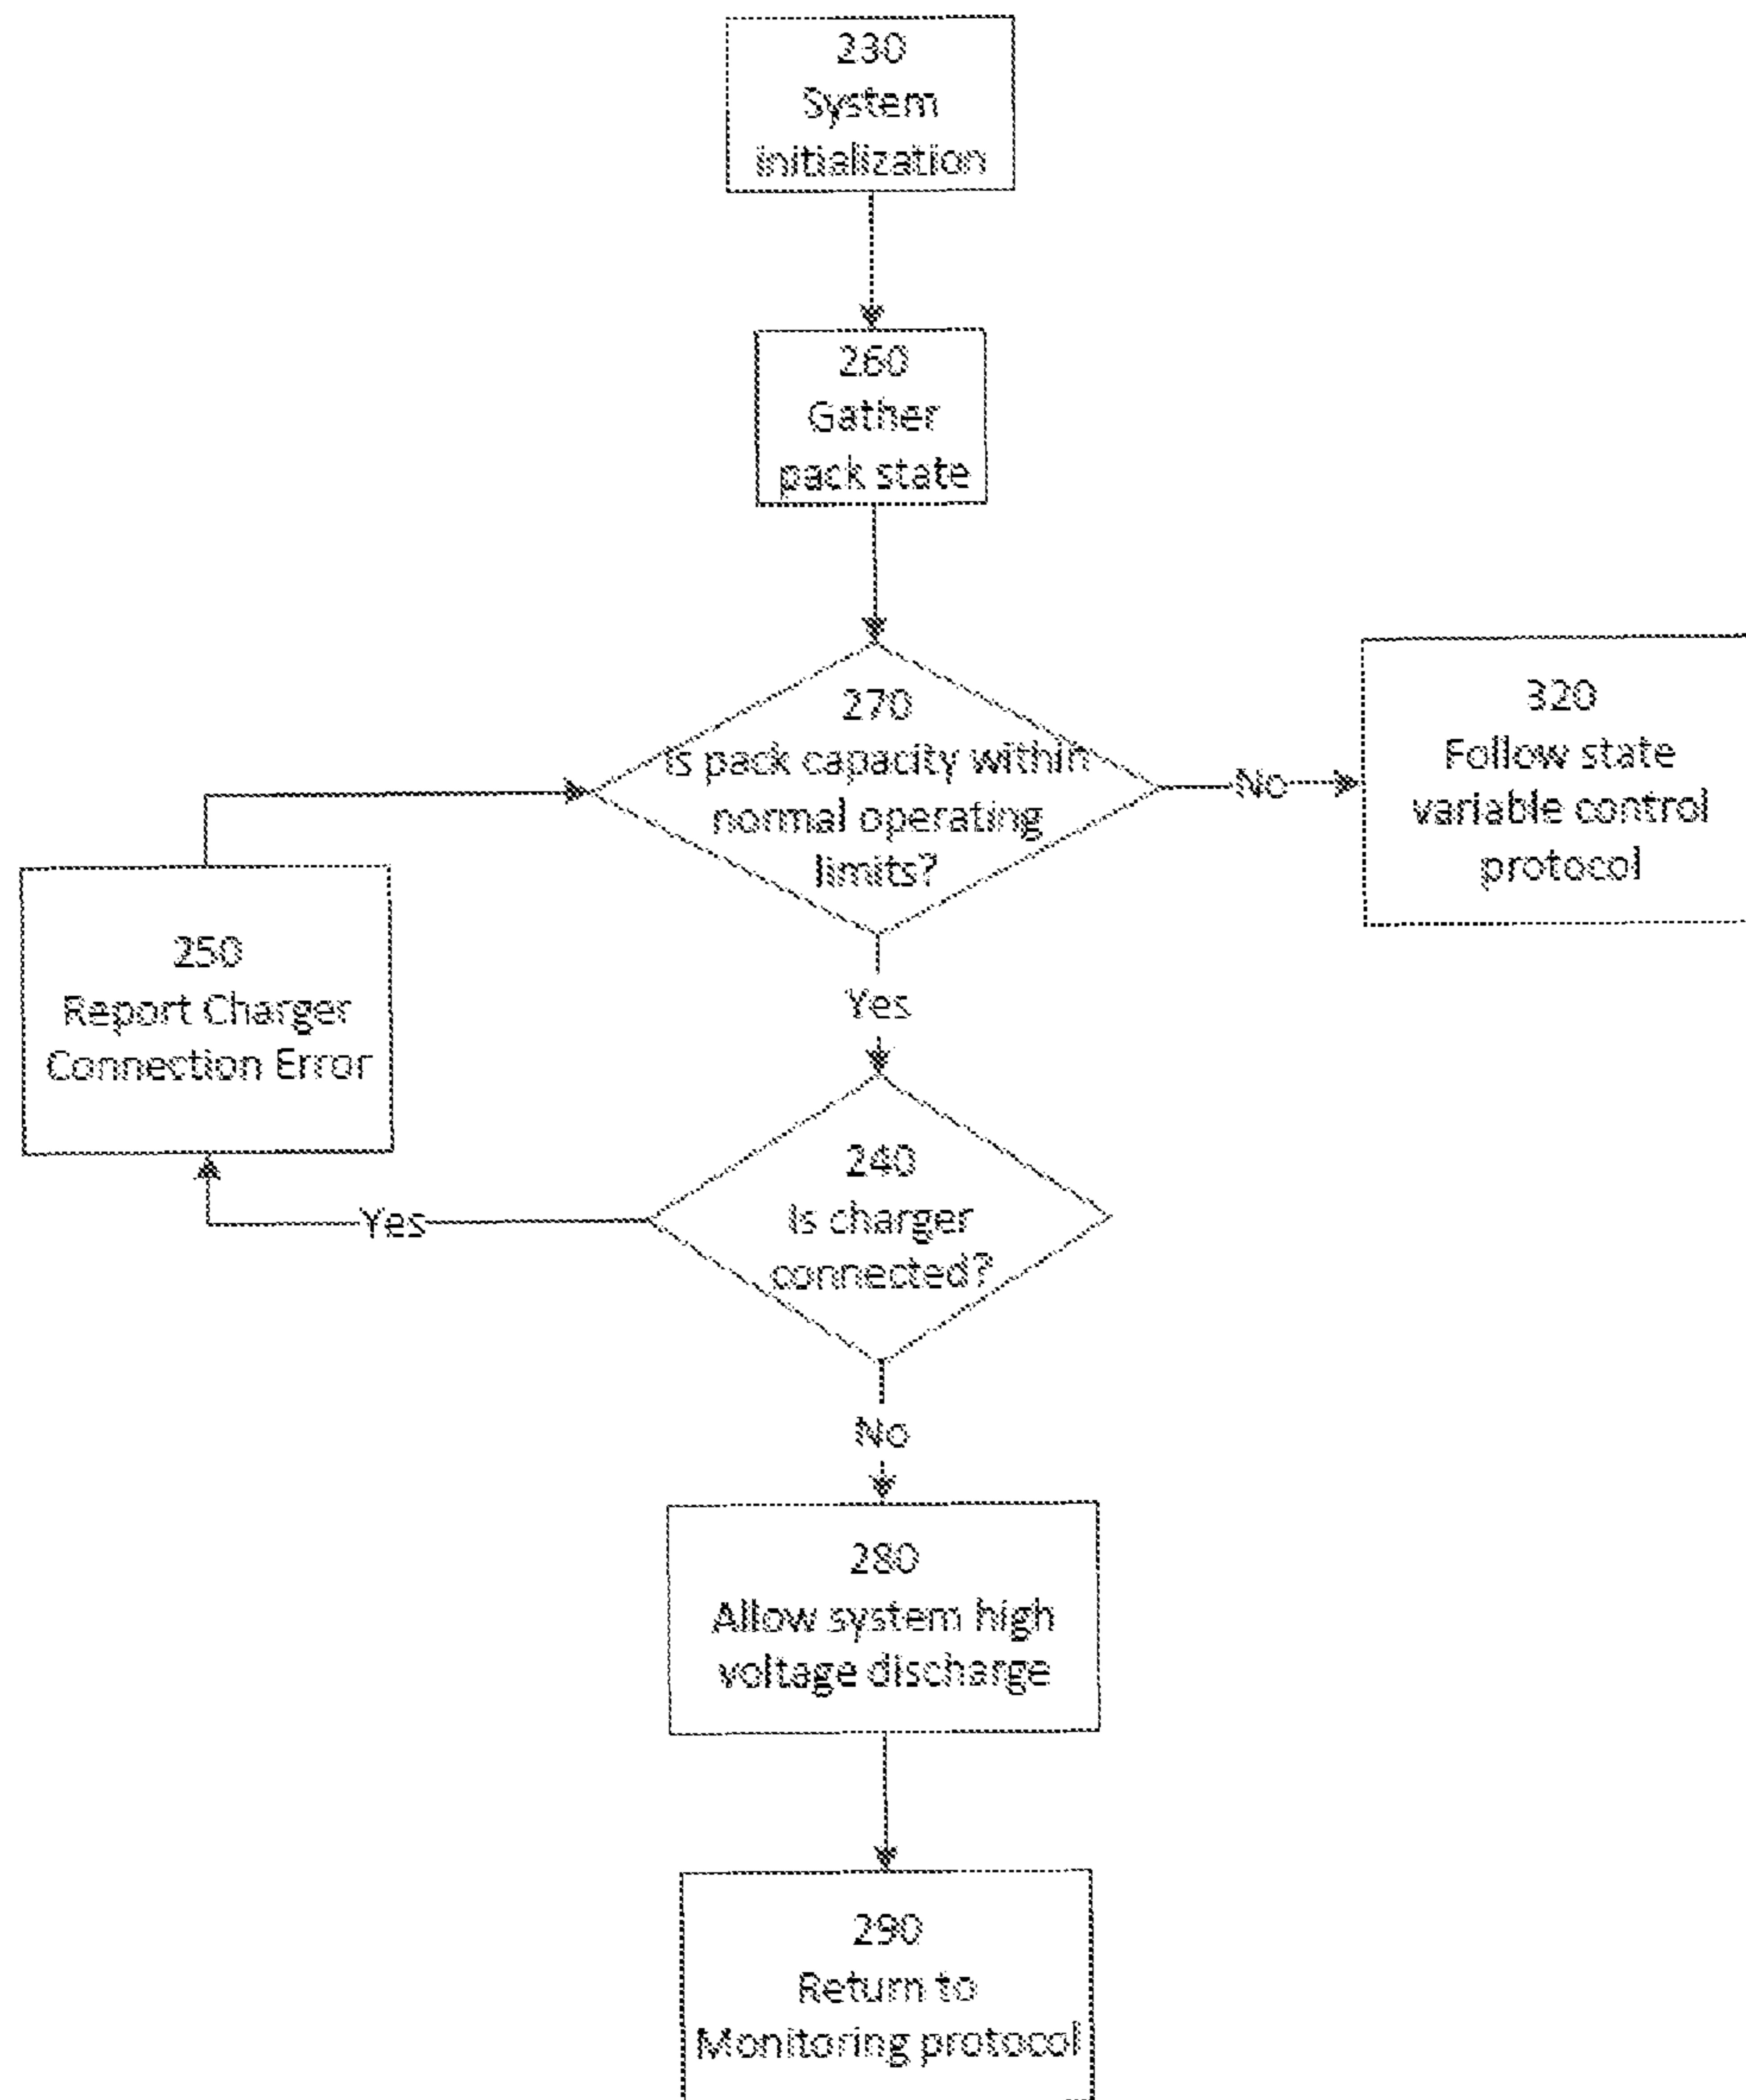 230
System
initialization
260
Gather
pack state
270
Is pack capacity within
normal operating
limits?
No
320
Follow state
variable control
protocol
250
Report Charger
Connection Error
Yes
240
Is charger
connected?
Yes
No
280
Allow system high
voltage discharge
290
Return to
Monitoring protocol